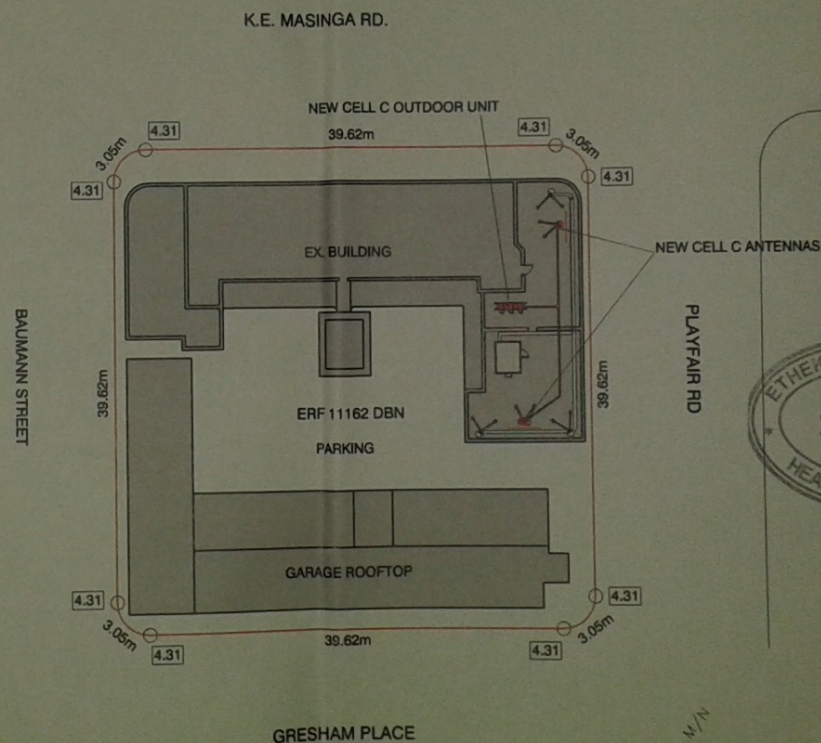 K.E. MASINGA RD.
NEW CELL C OUTDOOR UNIT
4.31
39.62m
4.31
3.05m
3.05m
4.31
4.31
EX. BUILDING
NEW CELL C ANTENNAS
BAUMANN STREET
39.62m
PLAYFAIR RD
39.62m
ERF 11162 DBN
PARKING
GARAGE ROOFTOP
4.31
4.31
3.05m
39.62m
3.05m
4.31
4.31
GRESHAM PLACE
M/N